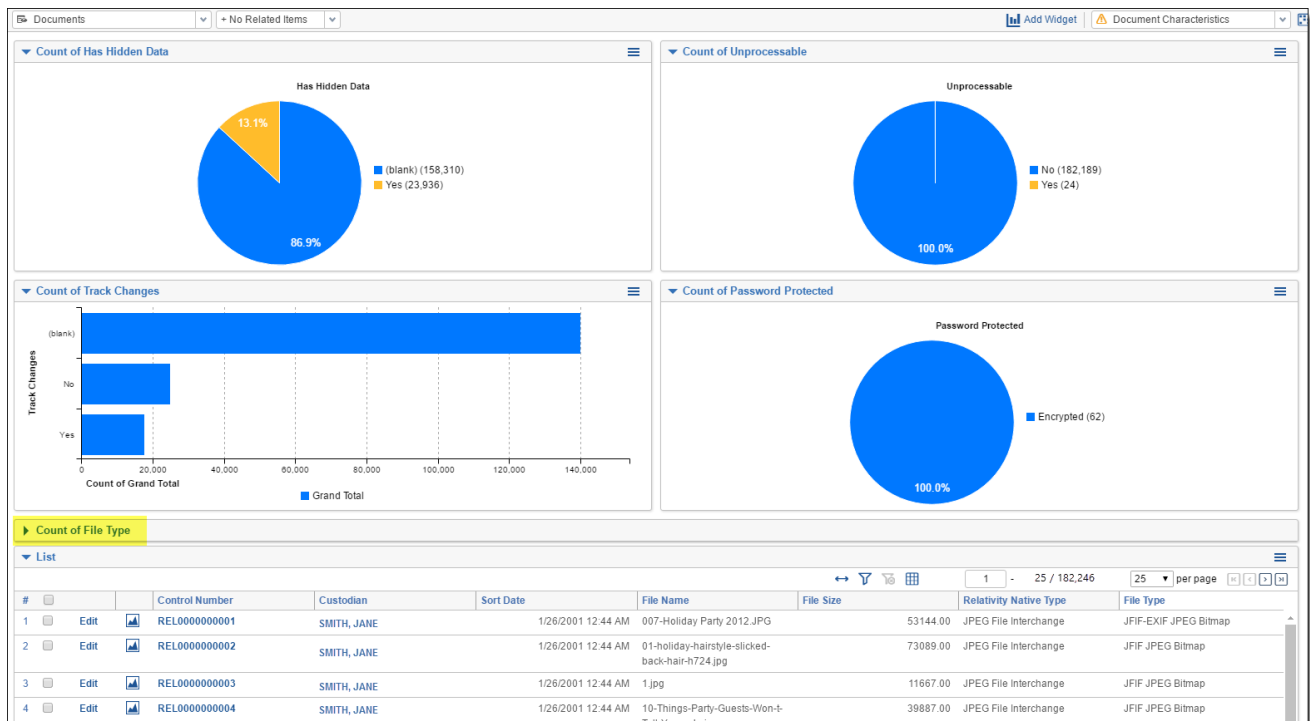 Documents + No Related Items Add Widget Document Characteristics
Count of Has Hidden Data
Has Hidden Data
13.1%
86.9%
(blank) (158,310)
Yes (23,936)
Count of Unprocessable
Unprocessable
100.0%
No (182,189)
Yes (24)
Count of Track Changes
Track Changes
(blank)
No
Yes
0 20,000 40,000 60,000 80,000 100,000 120,000 140,000
Count of Grand Total
Grand Total
Count of Password Protected
Password Protected
100.0%
Encrypted (62)
Count of File Type
List
1 - 25 / 182,246 25 per page
# Control Number Custodian Sort Date File Name File Size Relativity Native Type File Type
1 Edit REL0000000001 SMITH, JANE 1/26/2001 12:44 AM 007-Holiday Party 2012.JPG 53144.00 JPEG File Interchange JFIF-EXIF JPEG Bitmap
2 Edit REL0000000002 SMITH, JANE 1/26/2001 12:44 AM 01-holiday-hairstyle-slicked- 73089.00 JPEG File Interchange JFIF JPEG Bitmap
back-hair-h724.jpg
3 Edit REL0000000003 SMITH, JANE 1/26/2001 12:44 AM 1.jpg 11667.00 JPEG File Interchange JFIF JPEG Bitmap
4 Edit REL0000000004 SMITH, JANE 1/26/2001 12:44 AM 10-Things-Party-Guests-Won-t- 39887.00 JPEG File Interchange JFIF JPEG Bitmap